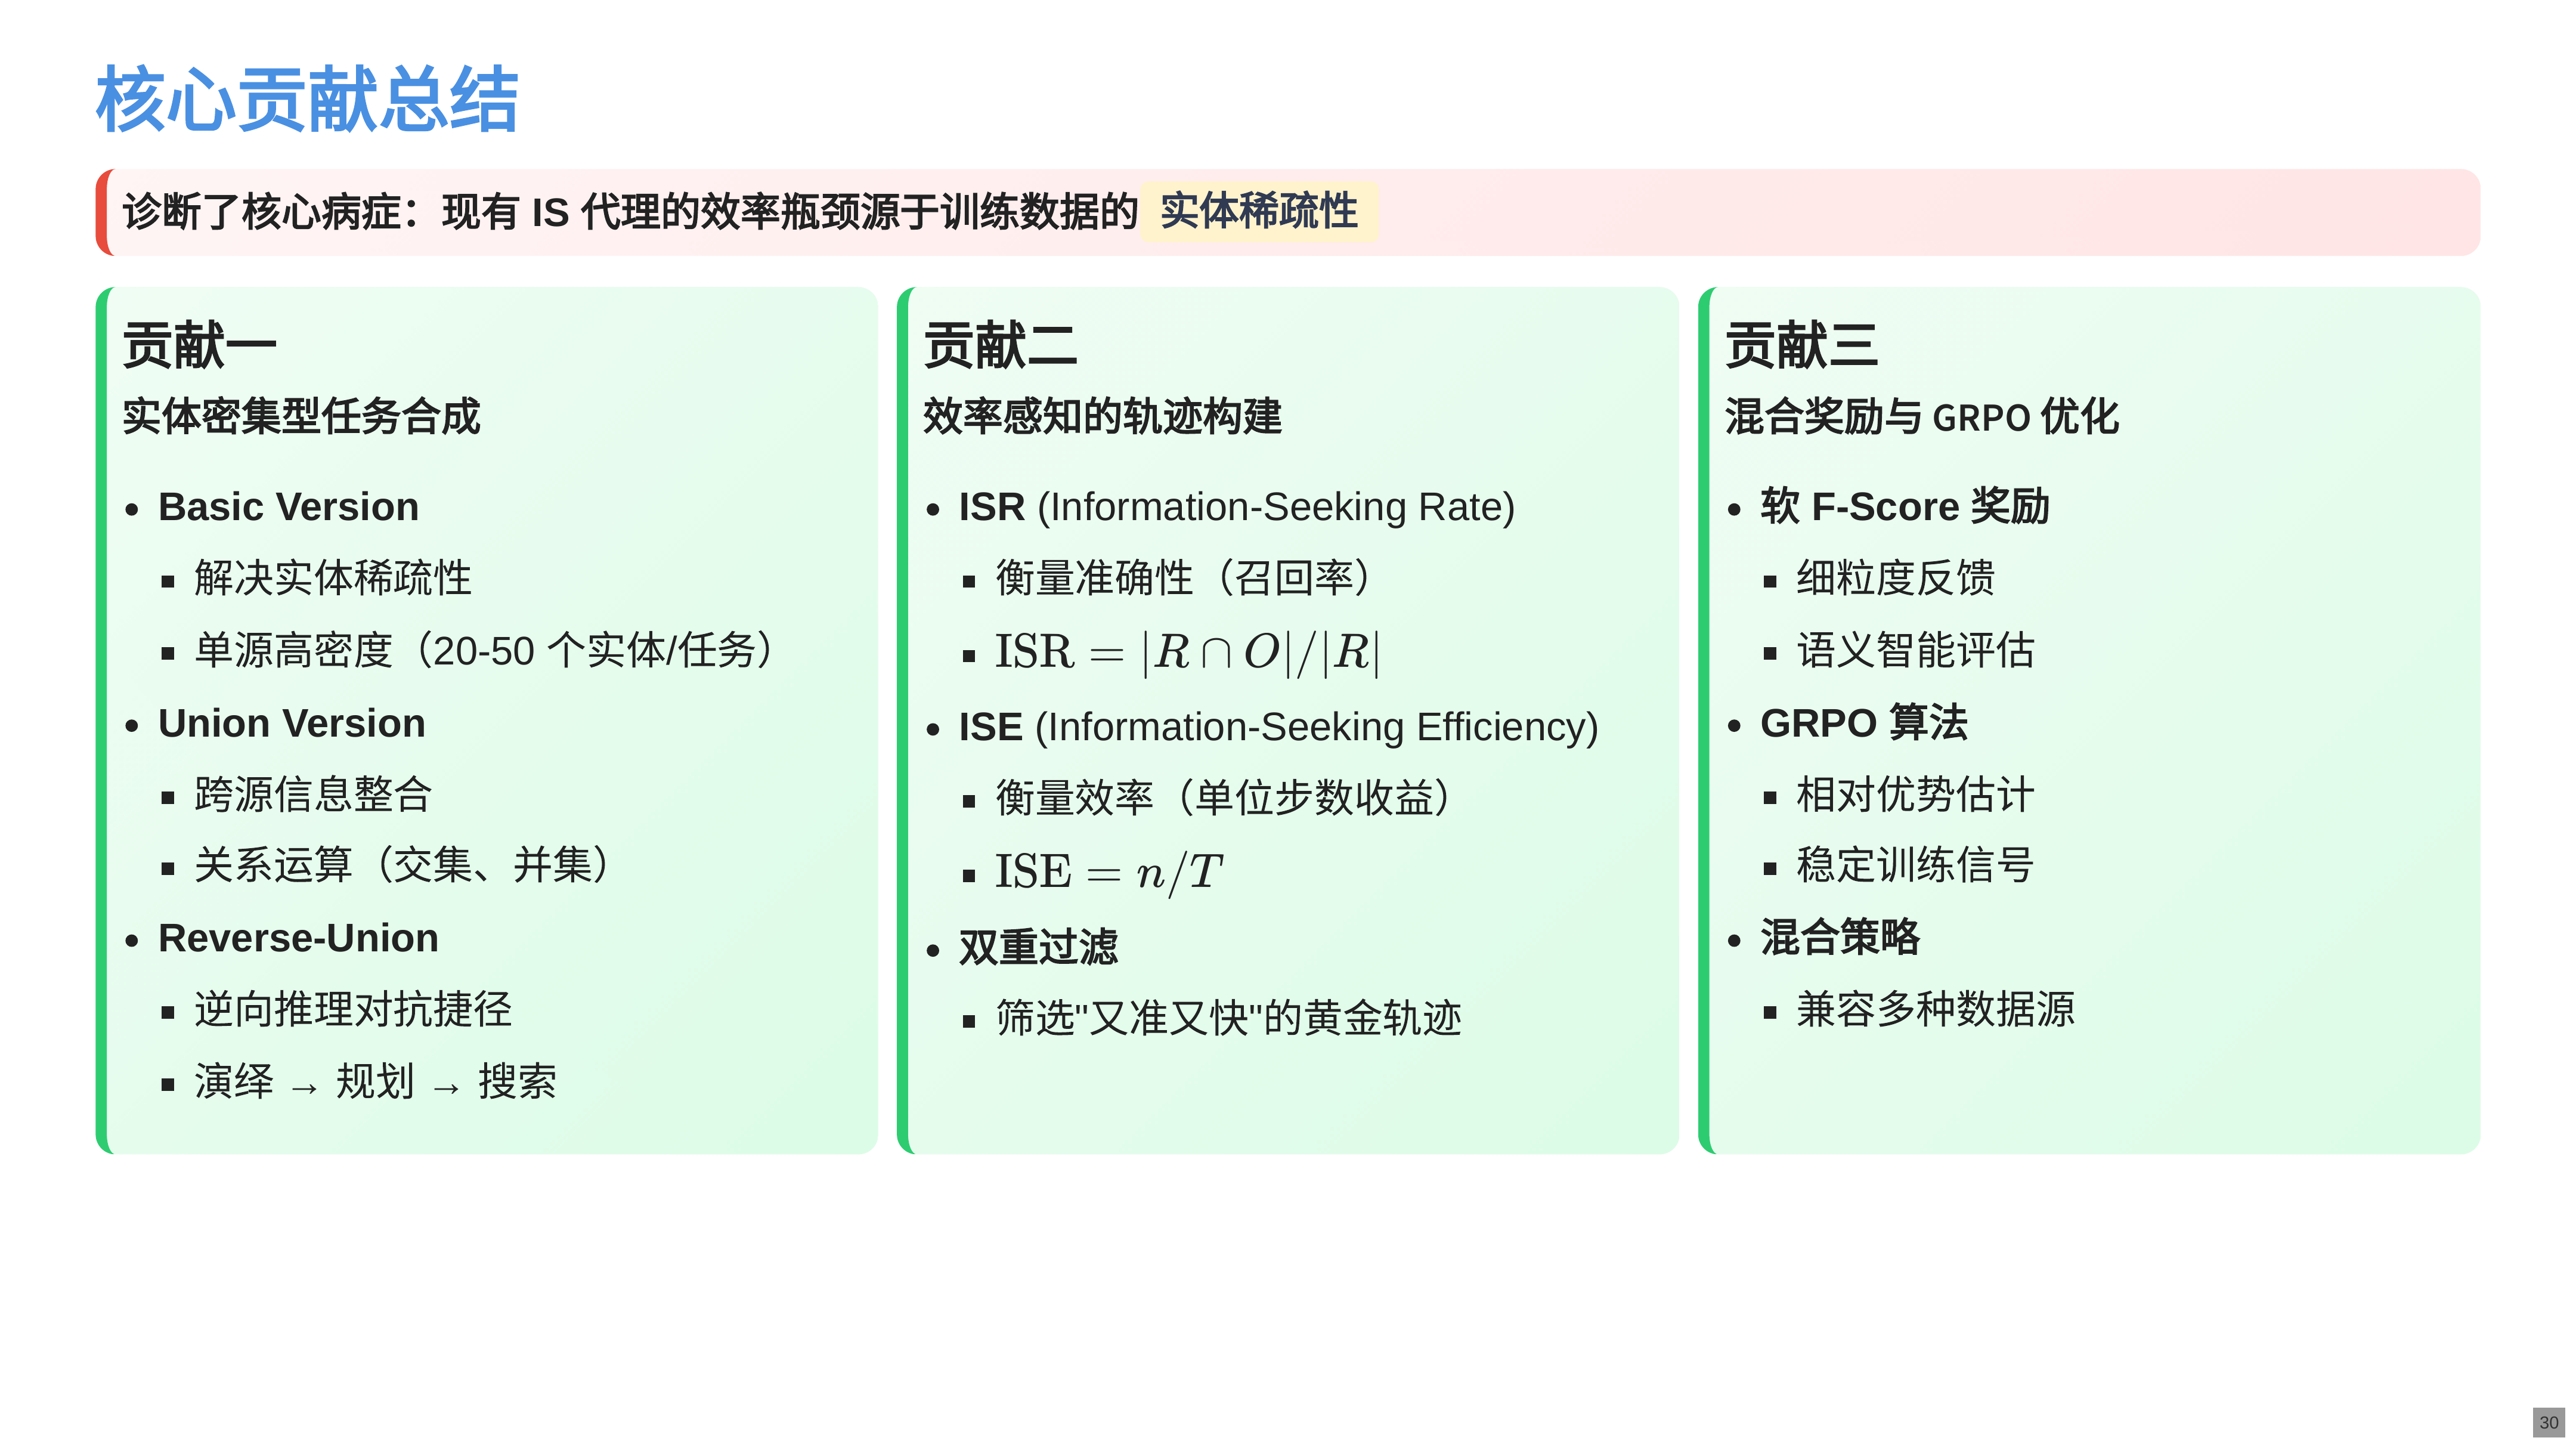 核心贡献总结
诊断了核心病症：现有 IS 代理的效率瓶颈源于训练数据的 实体稀疏性
贡献一
实体密集型任务合成
• Basic Version
▪ 解决实体稀疏性
▪ 单源高密度（20-50 个实体/任务）
• Union Version
▪ 跨源信息整合
▪ 关系运算（交集、并集）
• Reverse-Union
▪ 逆向推理对抗捷径
▪ 演绎 → 规划 → 搜索
贡献二
效率感知的轨迹构建
• ISR (Information-Seeking Rate)
▪ 衡量准确性（召回率）
▪ ISR = |R ∩ O|/|R|
• ISE (Information-Seeking Efficiency)
▪ 衡量效率（单位步数收益）
▪ ISE = n/T
• 双重过滤
▪ 筛选"又准又快"的黄金轨迹
贡献三
混合奖励与 GRPO 优化
• 软 F-Score 奖励
▪ 细粒度反馈
▪ 语义智能评估
• GRPO 算法
▪ 相对优势估计
▪ 稳定训练信号
• 混合策略
▪ 兼容多种数据源
30